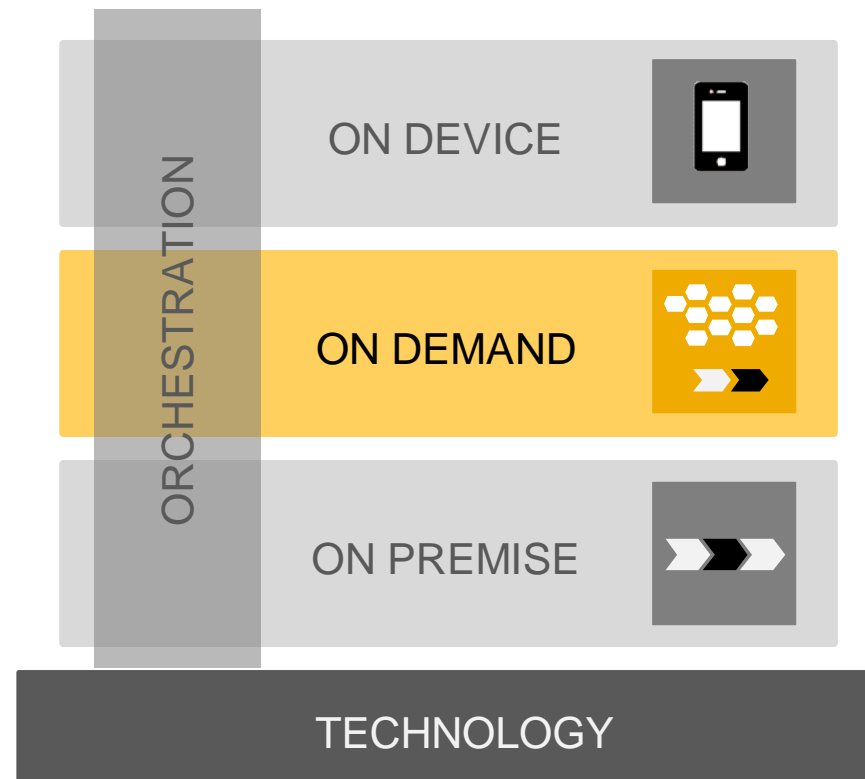 ORCHESTRATION
ON DEVICE
ON DEMAND
ON PREMISE
TECHNOLOGY